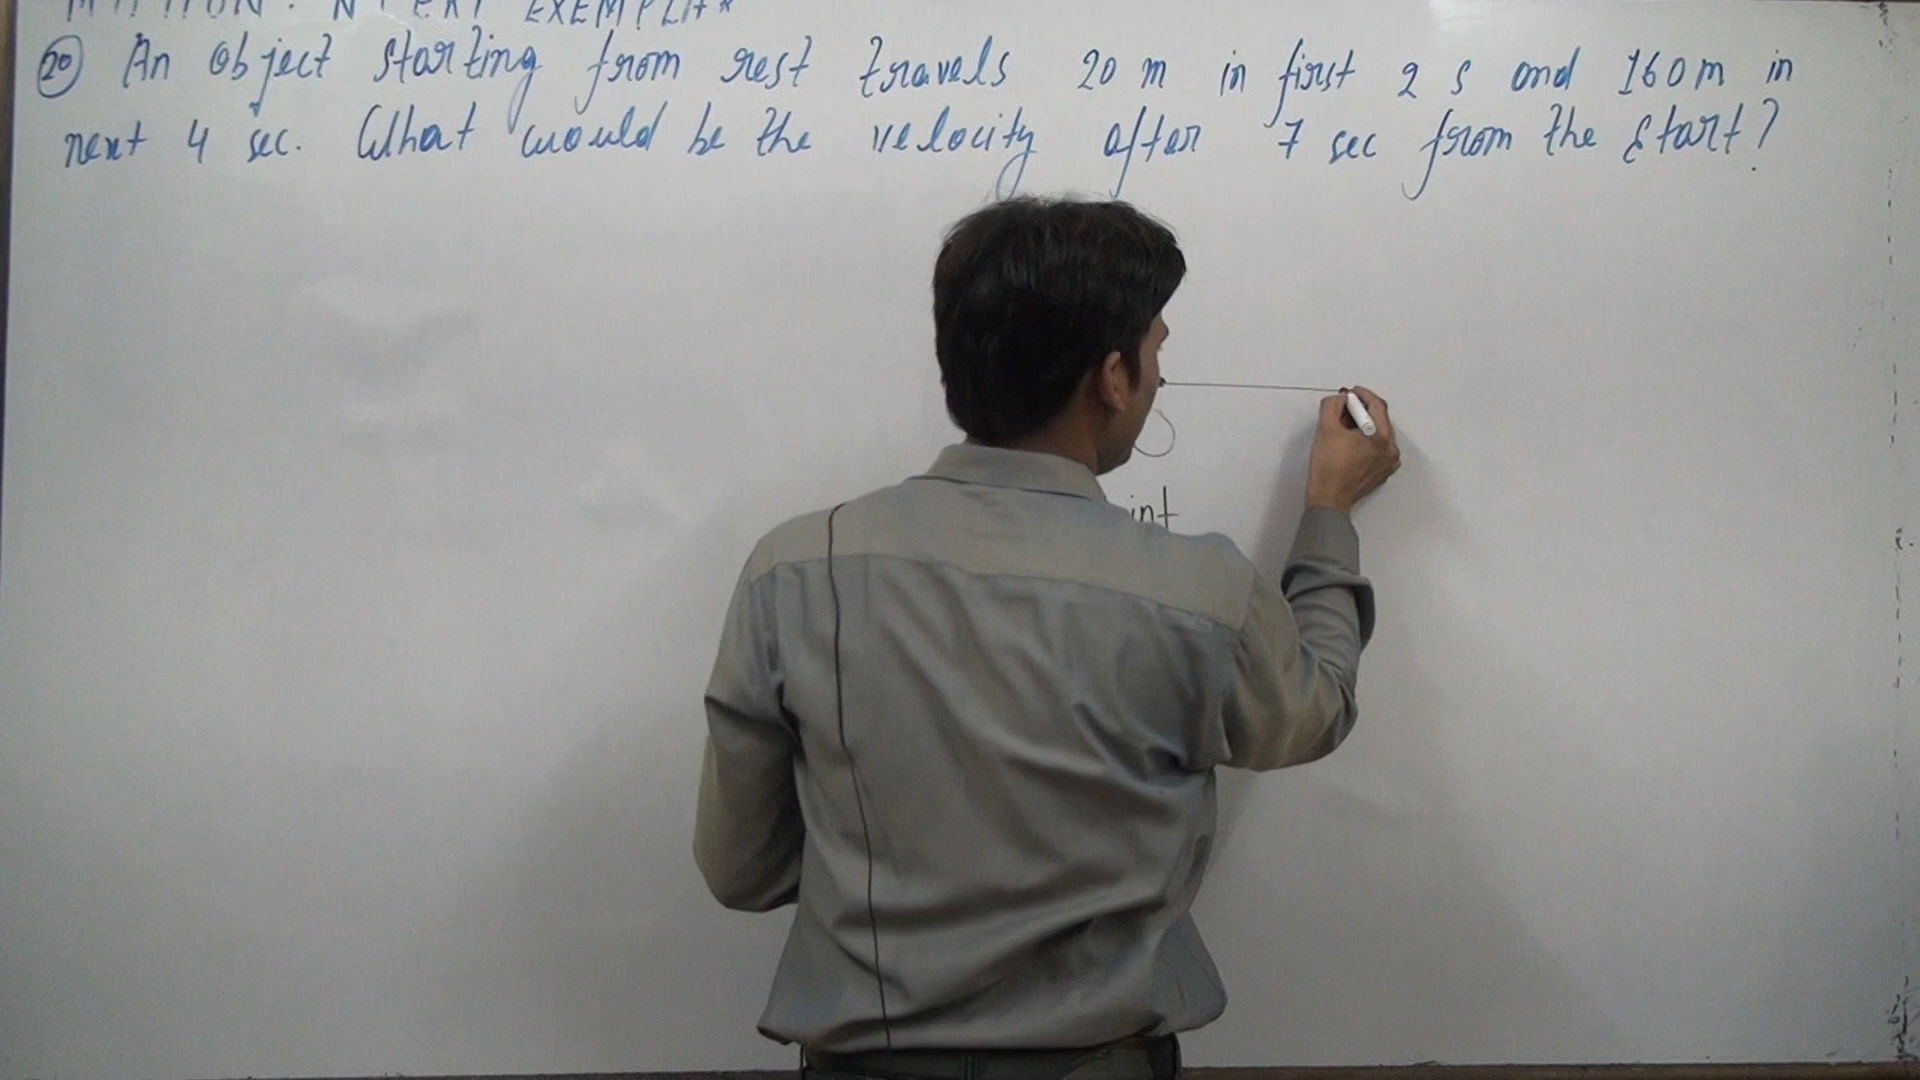 MOTION: NCERT EXEMPLAR
20 An object starting from rest travels 20 m in first 2 s and 160 m in
next 4 sec. What would be the velocity after 7 sec from the start?